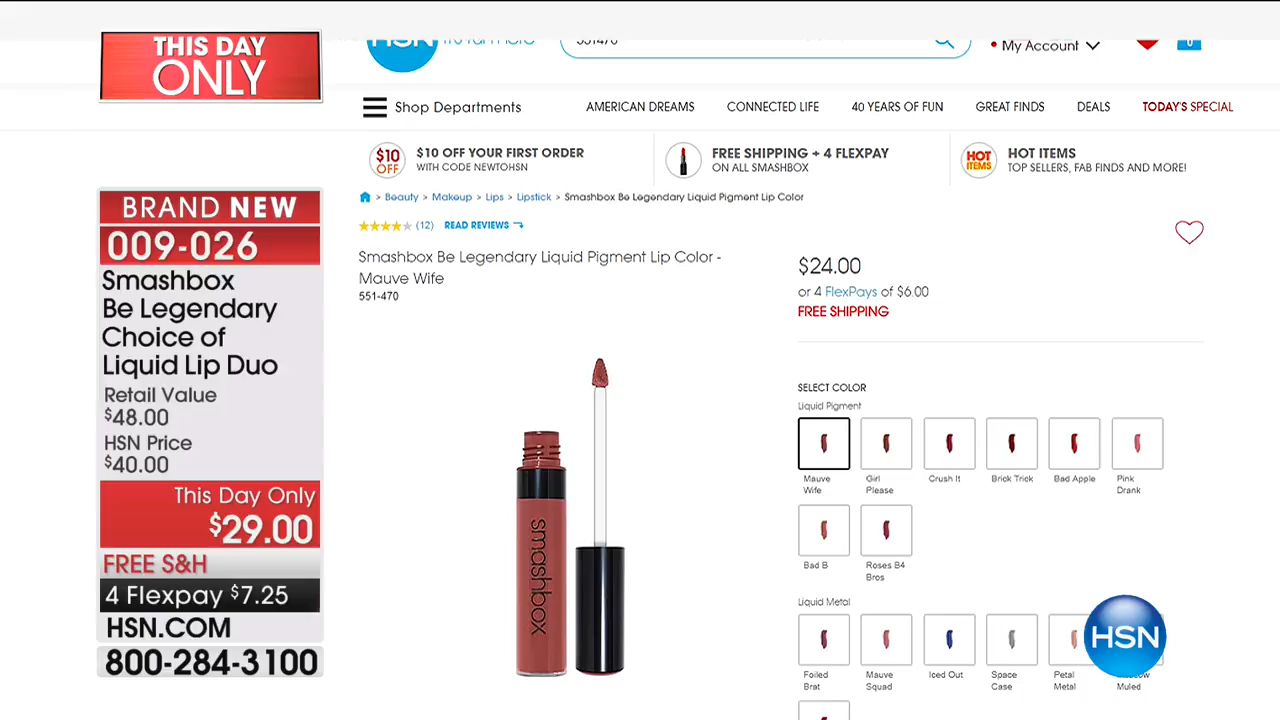 THIS DAY
ONLY
HSN
551470
My Account
0
Shop Departments
AMERICAN DREAMS
CONNECTED LIFE
40 YEARS OF FUN
GREAT FINDS
DEALS
TODAY'S SPECIAL
$10
OFF
$10 OFF YOUR FIRST ORDER
WITH CODE NEWTOHSN
FREE SHIPPING + 4 FLEXPAY
ON ALL SMASHBOX
HOT
ITEMS
HOT ITEMS
TOP SELLERS, FAB FINDS AND MORE!
> Beauty > Makeup > Lips > Lipstick > Smashbox Be Legendary Liquid Pigment Lip Color
(12) READ REVIEWS
Smashbox Be Legendary Liquid Pigment Lip Color -
Mauve Wife
551-470
$24.00
or 4 FlexPays of $6.00
FREE SHIPPING
SELECT COLOR
Liquid Pigment
Mauve
Wife
Girl
Please
Crush It
Brick Trick
Bad Apple
Pink
Drank
Bad B
Roses B4
Bros
Liquid Metal
Foiled
Brat
Mauve
Squad
Iced Out
Space
Case
Petal
Metal
Muled
smashbox
BRAND NEW
009-026
Smashbox
Be Legendary
Choice of
Liquid Lip Duo
Retail Value
$48.00
HSN Price
$40.00
This Day Only
$29.00
FREE S&H
4 Flexpay $7.25
HSN.COM
800-284-3100
HSN